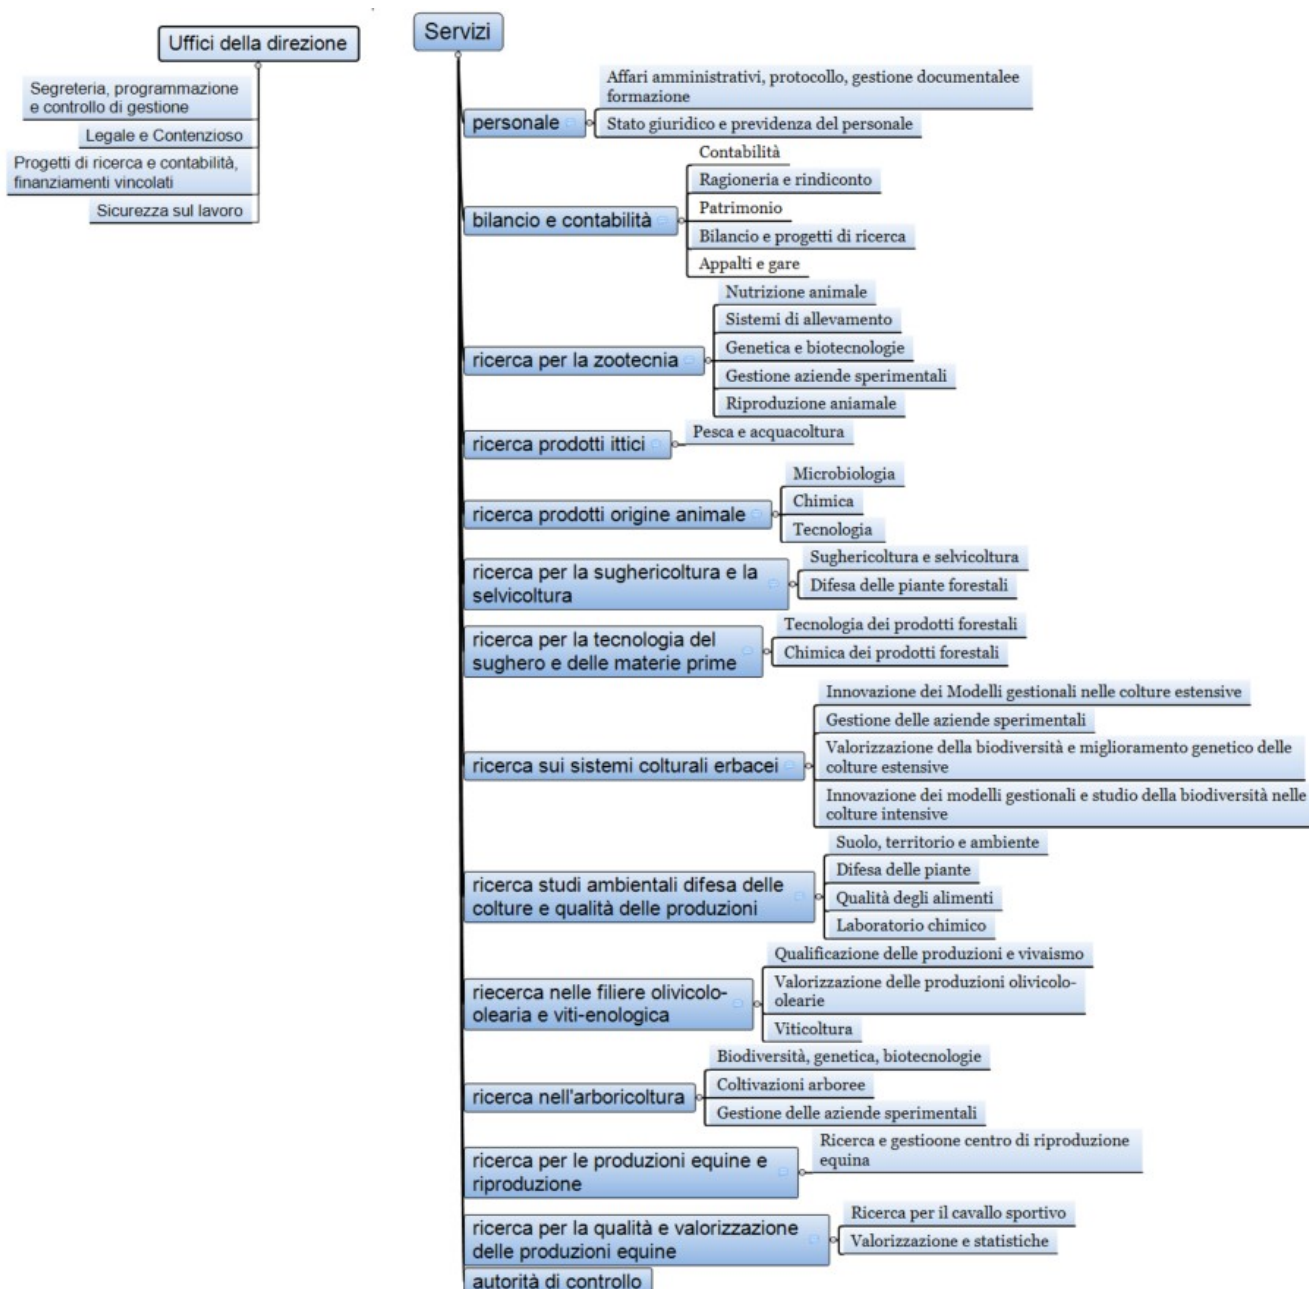 Uffici della direzione
Segreteria, programmazione
e controllo di gestione
Legale e Contenzioso
Progetti di ricerca e contabilità,
finanziamenti vincolati
Sicurezza sul lavoro
Servizi
personale
Affari amministrativi, protocollo, gestione documentalee
formazione
Stato giuridico e previdenza del personale
bilancio e contabilità
Contabilità
Ragioneria e rindiconto
Patrimonio
Bilancio e progetti di ricerca
Appalti e gare
ricerca per la zootecnia
Nutrizione animale
Sistemi di allevamento
Genetica e biotecnologie
Gestione aziende sperimentali
Riproduzione aniamale
ricerca prodotti ittici
Pesca e acquacoltura
ricerca prodotti origine animale
Microbiologia
Chimica
Tecnologia
ricerca per la sughericoltura e la
selvicoltura
Sughericoltura e selvicoltura
Difesa delle piante forestali
ricerca per la tecnologia del
sughero e delle materie prime
Tecnologia dei prodotti forestali
Chimica dei prodotti forestali
ricerca sui sistemi colturali erbacei
Innovazione dei Modelli gestionali nelle colture estensive
Gestione delle aziende sperimentali
Valorizzazione della biodiversità e miglioramento genetico delle
colture estensive
Innovazione dei modelli gestionali e studio della biodiversità nelle
colture intensive
ricerca studi ambientali difesa delle
colture e qualità delle produzioni
Suolo, territorio e ambiente
Difesa delle piante
Qualità degli alimenti
Laboratorio chimico
riecerca nelle filiere olivicolo-
olearia e viti-enologica
Qualificazione delle produzioni e vivaismo
Valorizzazione delle produzioni olivicolo-
olearie
Viticoltura
ricerca nell'arboricoltura
Biodiversità, genetica, biotecnologie
Coltivazioni arboree
Gestione delle aziende sperimentali
ricerca per le produzioni equine e
riproduzione
Ricerca e gestioone centro di riproduzione
equina
ricerca per la qualità e valorizzazione
delle produzioni equine
Ricerca per il cavallo sportivo
Valorizzazione e statistiche
autorità di controllo